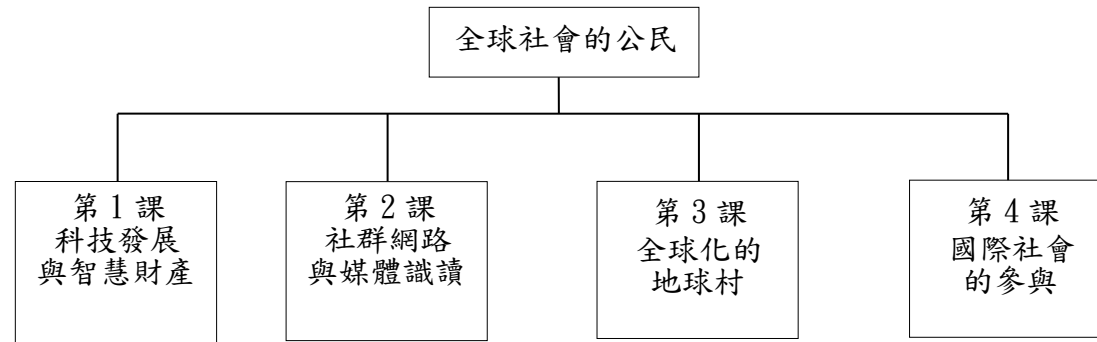 全球社會的公民
第1課
科技發展
與智慧財產
第2課
社群網路
與媒體識讀
第3課
全球化的
地球村
第4課
國際社會
的參與